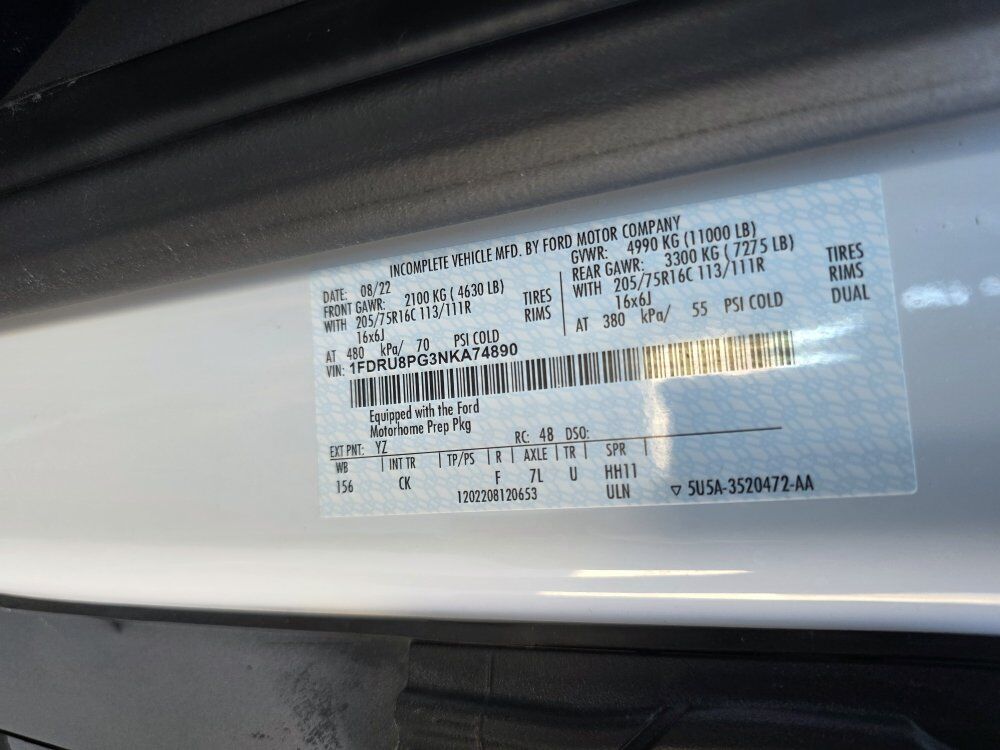 INCOMPLETE VEHICLE MFD. BY FORD MOTOR COMPANY
DATE: 08/22 GVWR: 4990 KG (11000 LB)
FRONT GAWR: 2100 KG ( 4630 LB) REAR GAWR: 3300 KG ( 7275 LB)
WITH 205/75R16C 113/111R TIRES WITH 205/75R16C 113/111R TIRES
16x6J RIMS 16x6J RIMS
AT 480 kPa/ 70 PSI COLD AT 380 kPa/ 55 PSI COLD DUAL
VIN: 1FDRU8PG3NKA74890
Equipped with the Ford
Motorhome Prep Pkg
EXT PNT: YZ RC: 48 DSO:
WB INT TR TP/PS R AXLE TR SPR
156 CK F 7L U HH11
1202208120653 ULN ▽ 5U5A-3520472-AA